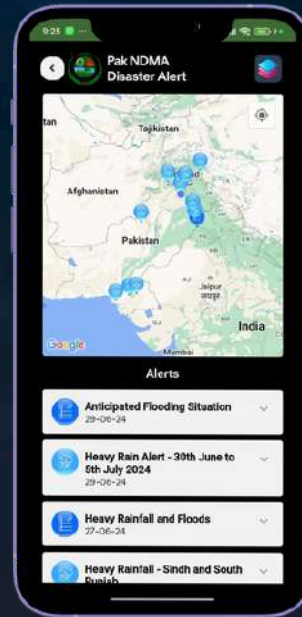 9:25
Pak NDMA
Disaster Alert
Tajikistan
Afghanistan
Pakistan
Jaipur
जयपुर
India
Mumbai
Google
Alerts
Anticipated Flooding Situation
29-06-24
Heavy Rain Alert - 30th June to
5th July 2024
29-06-24
Heavy Rainfall and Floods
27-06-24
Heavy Rainfall - Sindh and South
Punjab